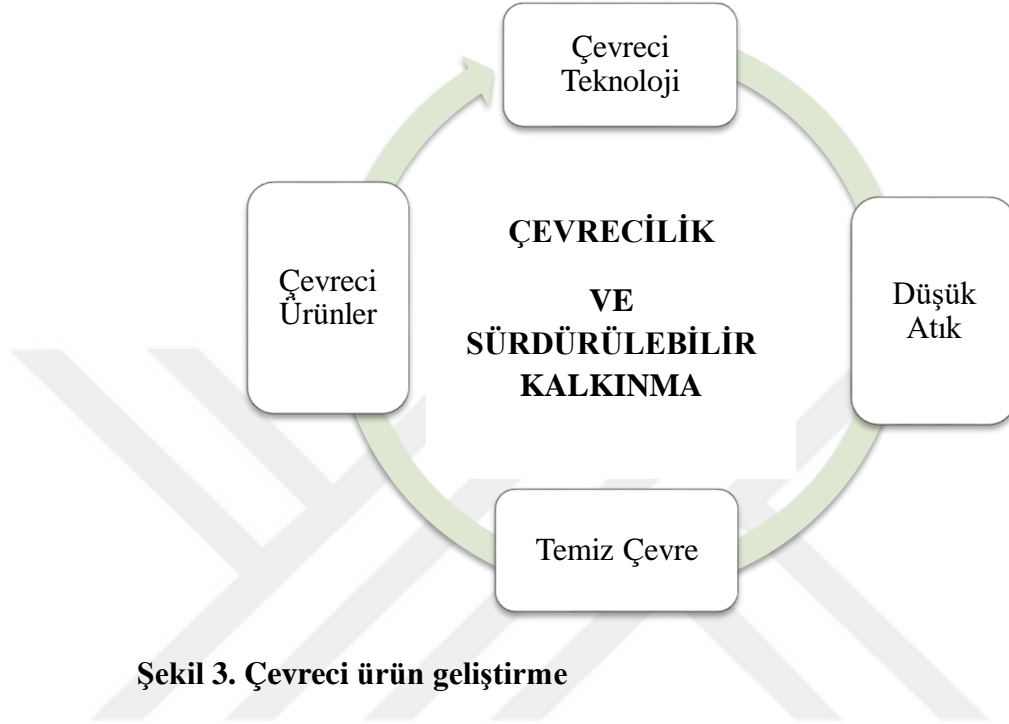 Çevreci
Teknoloji
ÇEVRECİLİK
VE
SÜRDÜRÜLEBİLİR
KALKINMA
Çevreci
Ürünler
Düşük
Atık
Temiz Çevre
Şekil 3. Çevreci ürün geliştirme